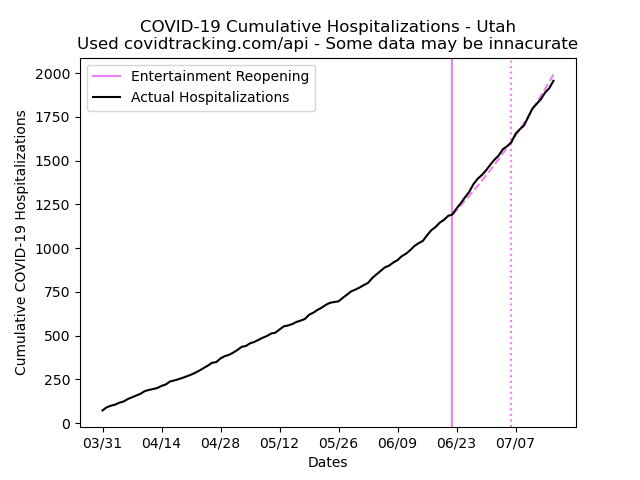 COVID-19 Cumulative Hospitalizations - Utah
Used covidtracking.com/api - Some data may be innacurate
Entertainment Reopening
Actual Hospitalizations
Cumulative COVID-19 Hospitalizations
2000
1750
1500
1250
1000
750
500
250
0
03/31 04/14 04/28 05/12 05/26 06/09 06/23 07/07
Dates